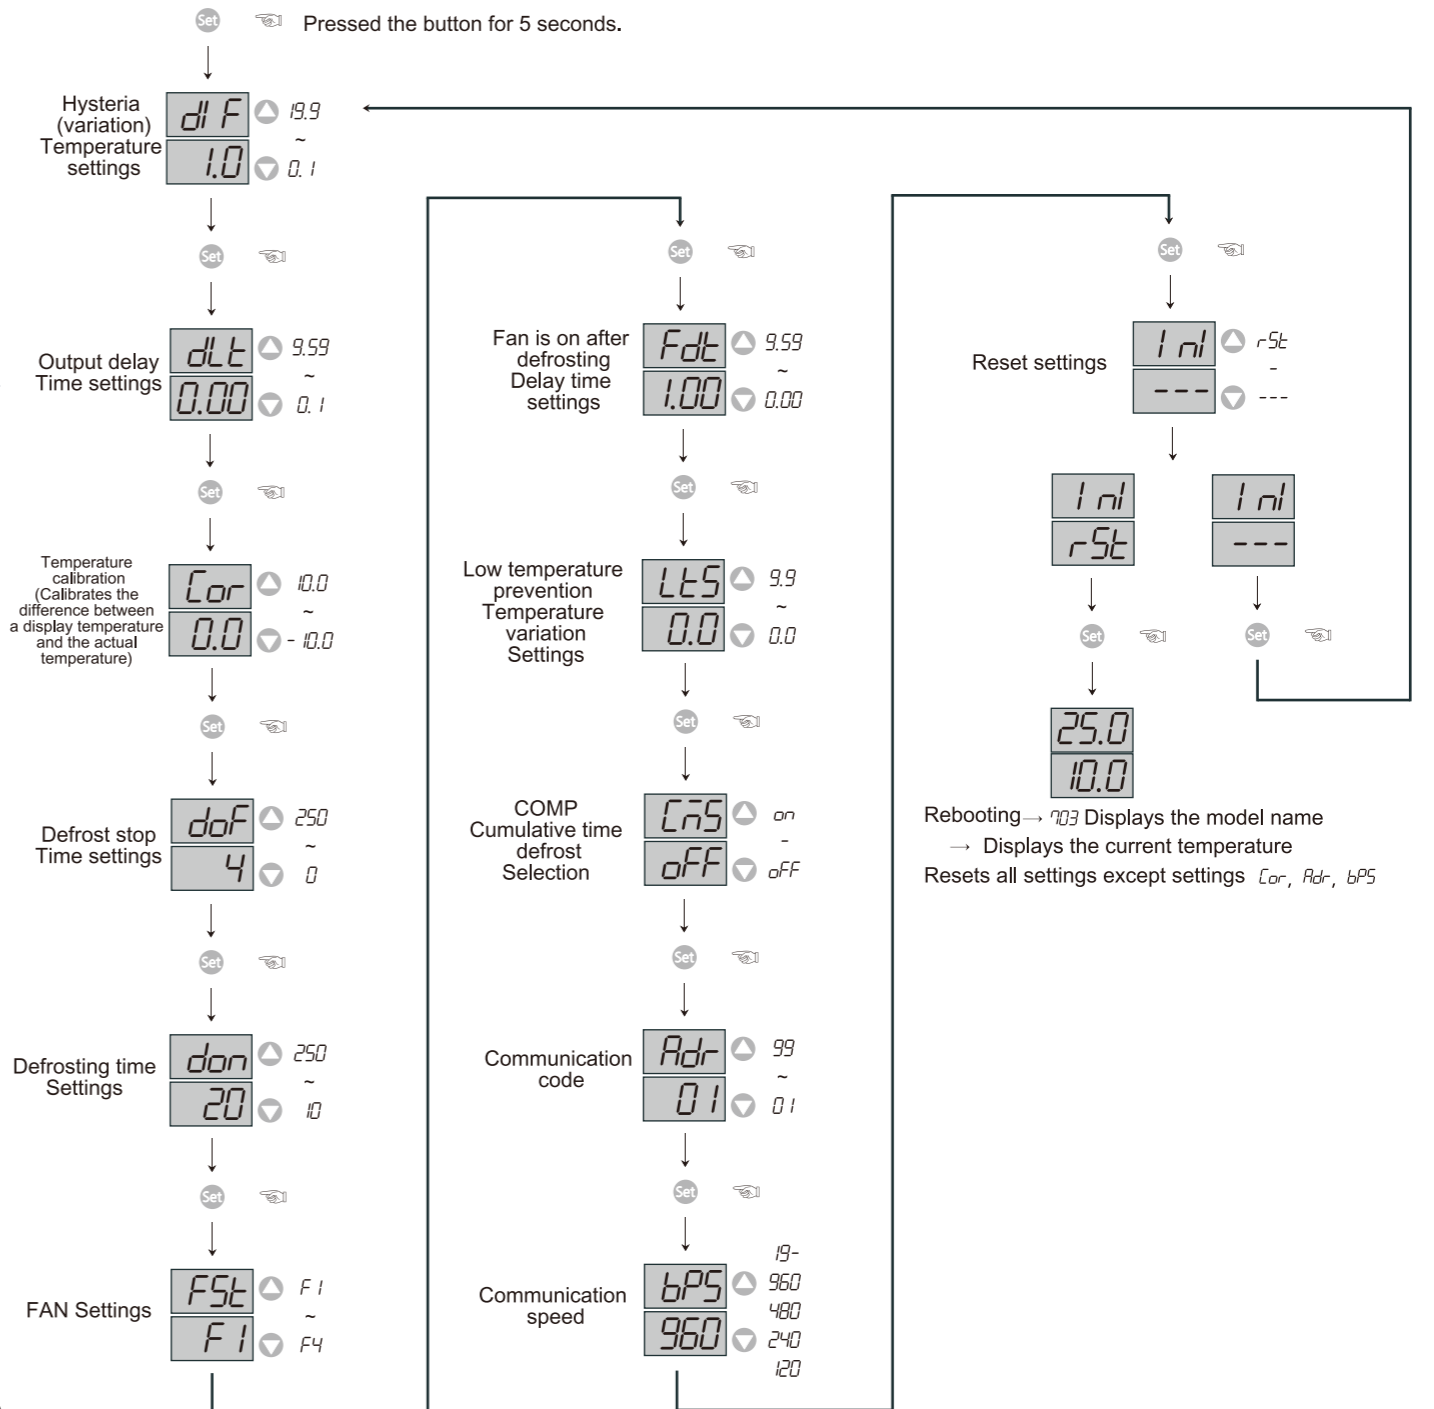 Set Pressed the button for 5 seconds.
Hysteria
(variation)
Temperature
settings
dIF
1.0
19.9
~
0.1
Set
Output delay
Time settings
dLt
0.00
9.59
~
0.1
Set
Temperature
calibration
(Calibrates the
difference between
a display temperature
and the actual
temperature)
Cor
0.0
10.0
~
-10.0
Set
Defrost stop
Time settings
doF
4
250
~
0
Set
Defrosting time
Settings
don
20
250
~
10
Set
FAN Settings
FSt
F1
F1
~
F4
Set
Fan is on after
defrosting
Delay time
settings
Fdt
1.00
9.59
~
0.00
Set
Low temperature
prevention
Temperature
variation
Settings
LtS
0.0
9.9
~
0.0
Set
COMP
Cumulative time
defrost
Selection
CnS
oFF
on
-
oFF
Set
Communication
code
Adr
01
99
~
01
Set
Communication
speed
bPS
960
19-
960
480
240
120
Set
Reset settings
InI
---
rSt
-
---
InI
rSt
InI
---
Set
Set
25.0
10.0
Rebooting→ 703 Displays the model name
→ Displays the current temperature
Resets all settings except settings Cor, Adr, bPS